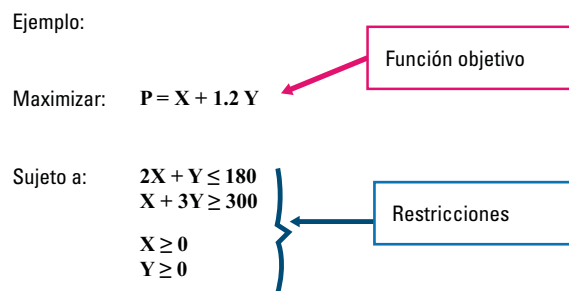 Ejemplo:
Función objetivo
Maximizar: P = X + 1.2 Y
Sujeto a: 2X + Y ≤ 180
X + 3Y ≥ 300
Restricciones
X ≥ 0
Y ≥ 0